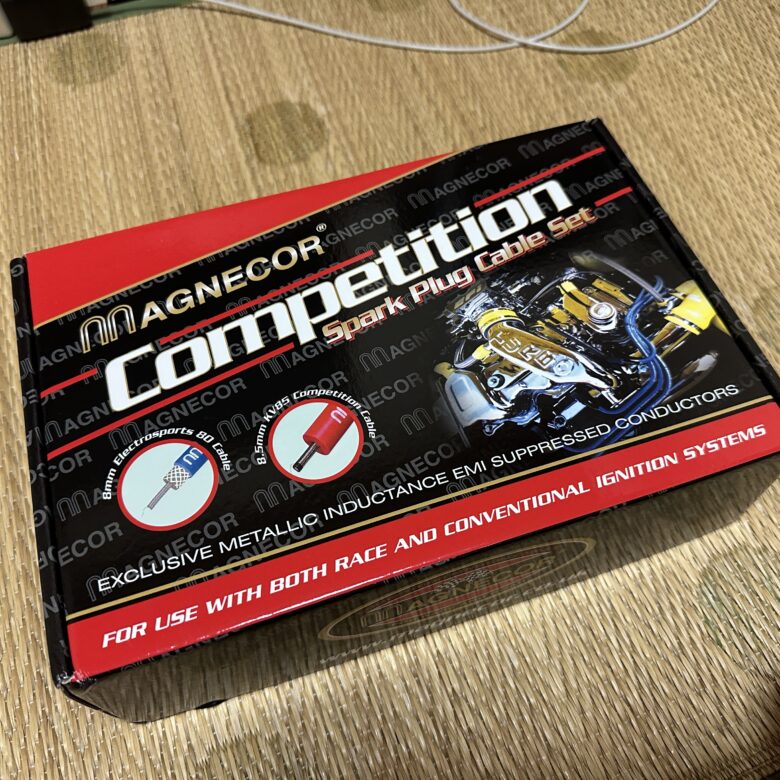 MAGNECOR®
Competition
Spark Plug Cable Set
8mm Electrosports 80 Cable
8.5mm KV85 Competition Cable
EXCLUSIVE METALLIC INDUCTANCE EMI SUPPRESSED CONDUCTORS
FOR USE WITH BOTH RACE AND CONVENTIONAL IGNITION SYSTEMS
MAGNECOR